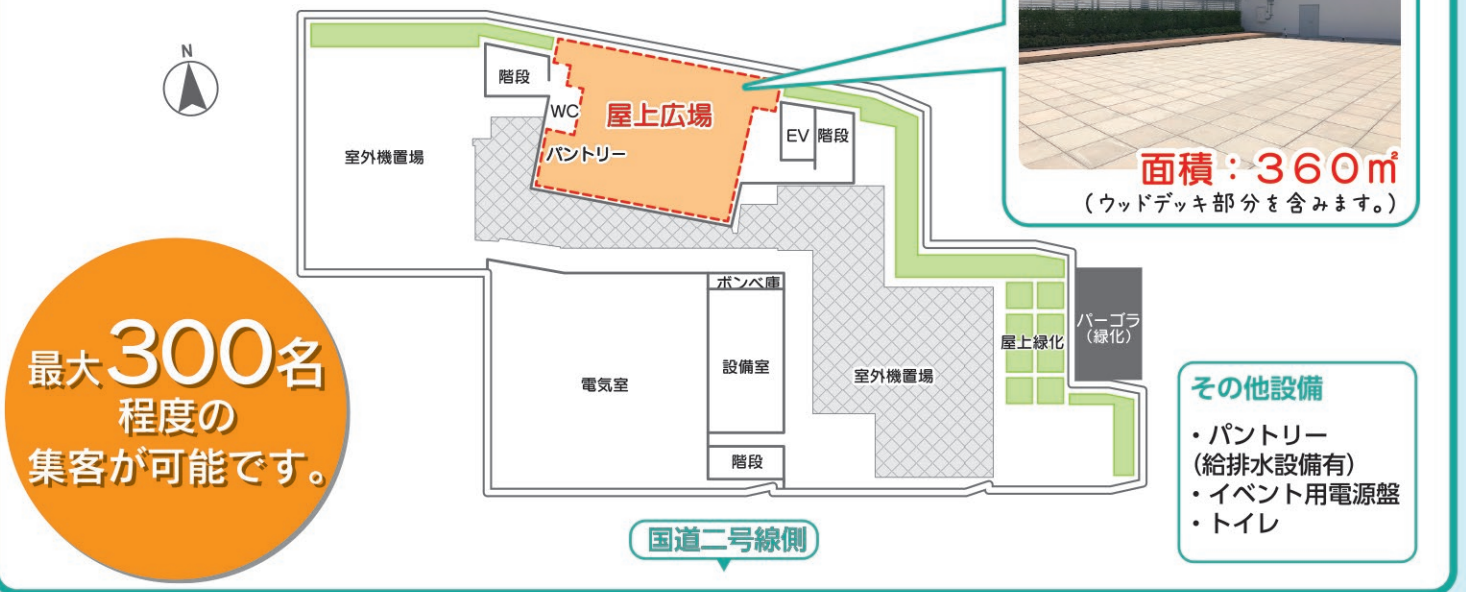 N
階段
WC
屋上広場
EV
階段
室外機置場
パントリー
面積：360㎡
（ウッドデッキ部分を含みます。）
ボンベ庫
パーゴラ
（緑化）
屋上緑化
設備室
電気室
室外機置場
階段
最大300名
程度の
集客が可能です。
その他設備
・パントリー
（給排水設備有）
・イベント用電源盤
・トイレ
国道二号線側